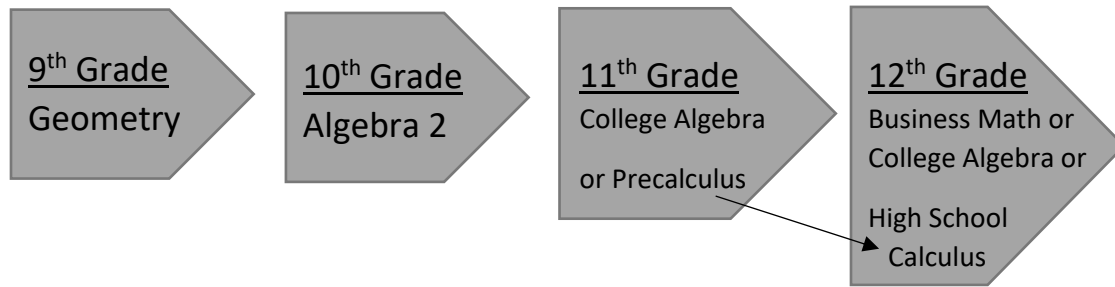 9th Grade
Geometry
10th Grade
Algebra 2
11th Grade
College Algebra
or Precalculus
12th Grade
Business Math or
College Algebra or
High School
Calculus